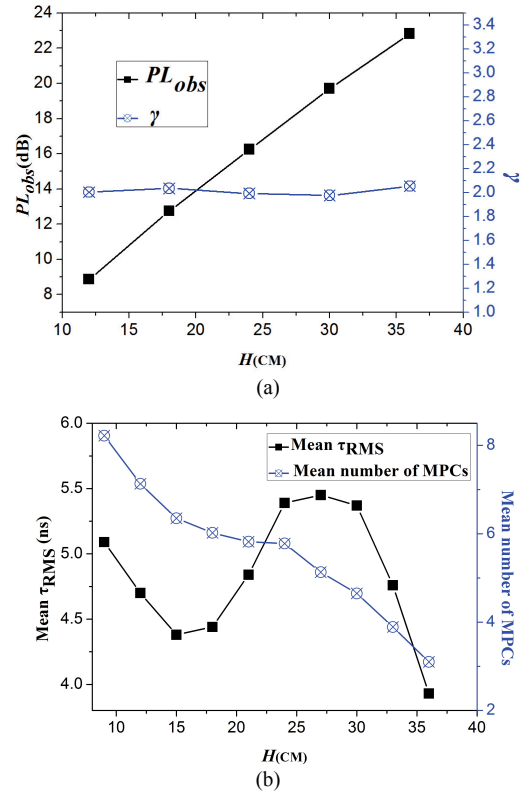 24
22
20
18
16
14
12
10
8
PLobs(dB)
PLobs
γ
3.4
3.2
3.0
2.8
2.6
2.4
2.2
2.0
1.8
1.6
1.4
1.2
1.0
γ
10 15 20 25 30 35 40
H(CM)
(a)
6.0
5.5
5.0
4.5
4.0
Mean τRMS(ns)
Mean τRMS
Mean number of MPCs
8
6
4
2
Mean number
of MPCs
10 15 20 25 30 35 40
H(CM)
(b)